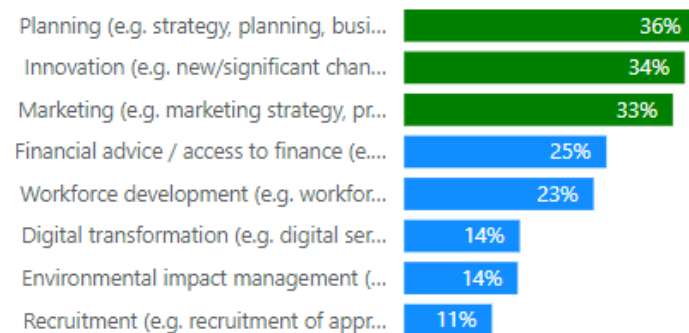 Planning (e.g. strategy, planning, busi... 36%
Innovation (e.g. new/significant chan... 34%
Marketing (e.g. marketing strategy, pr... 33%
Financial advice / access to finance (e.... 25%
Workforce development (e.g. workfor... 23%
Digital transformation (e.g. digital ser... 14%
Environmental impact management (... 14%
Recruitment (e.g. recruitment of appr... 11%